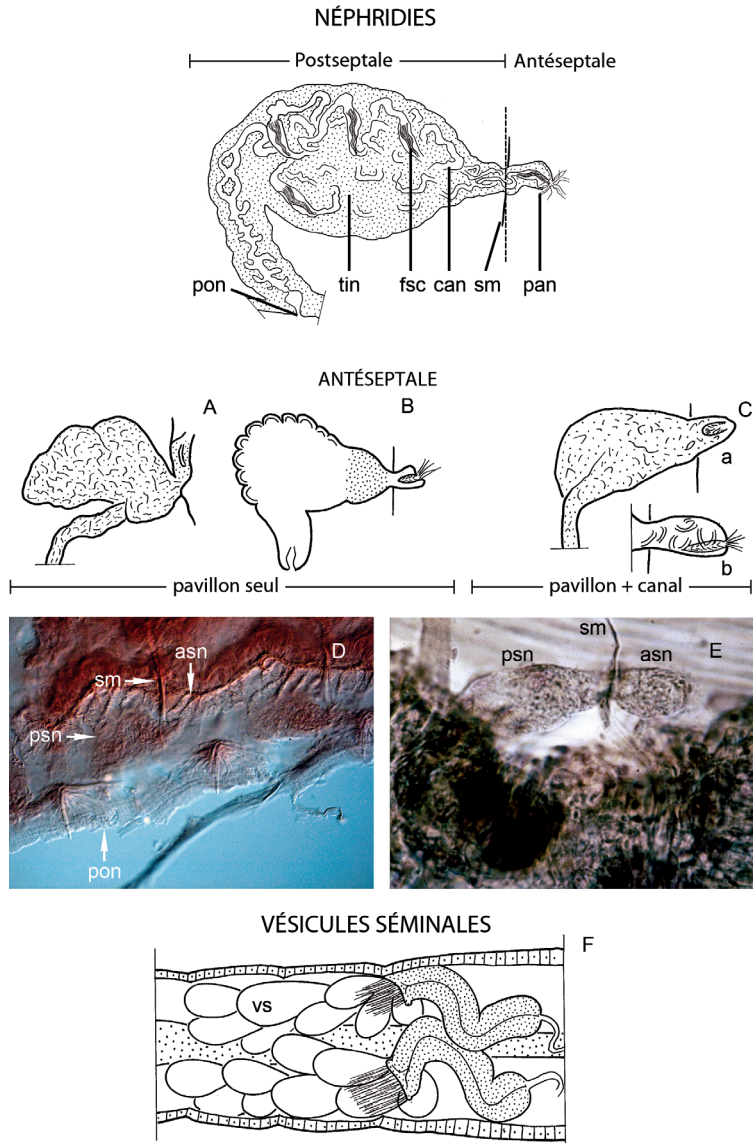 NÉPHRIDIES
Postseptale Antéseptale
pon tin fsc can sm pan
ANTÉSEPTALE
A B C
a
b
pavillon seul pavillon + canal
D asn sm psn pon
E sm psn asn
VÉSICULES SÉMINALES
F
vs